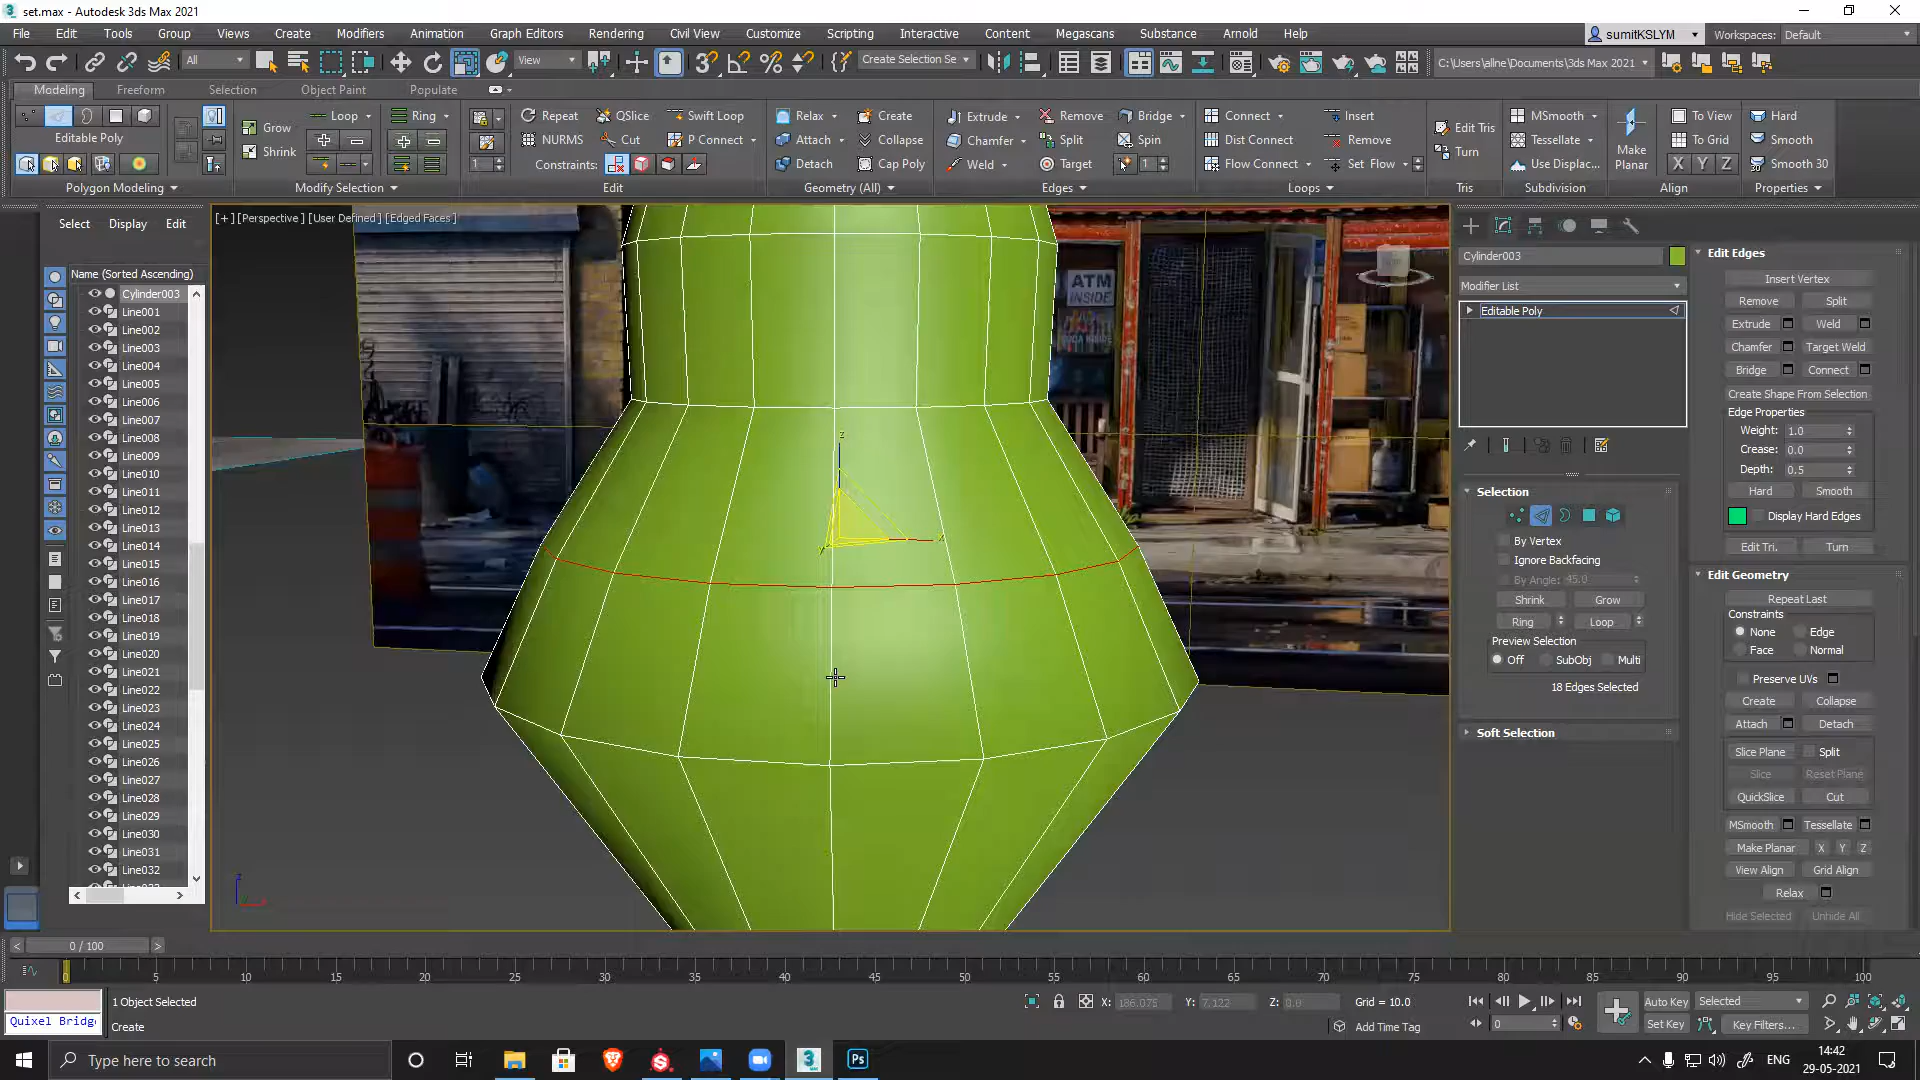 set.max - Autodesk 3ds Max 2021
File Edit Tools Group Views Create Modifiers Animation Graph Editors Rendering Civil View Customize Scripting Interactive Content Megascans Substance Arnold Help
sumitKSLYM Workspaces: Default
All View Create Selection Se C:\Users\aline\Documents\3ds Max 2021
Modeling Freeform Selection Object Paint Populate
Grow Loop Ring Repeat QSlice Swift Loop Relax Create Extrude Remove Bridge Connect Insert MSmooth To View Hard
Editable Poly Shrink NURMS Cut P Connect Attach Collapse Chamfer Split Spin Dist Connect Remove Edit Tris Tessellate Make Planar To Grid Smooth
1 Constraints: Detach Cap Poly Weld Target 1 Flow Connect Set Flow Turn Use Displac... X Y Z Smooth 30
Polygon Modeling Modify Selection Edit Geometry (All) Edges Loops Tris Subdivision Align Properties
Select Display Edit
[+] [Perspective] [User Defined] [Edged Faces]
Name (Sorted Ascending)
Cylinder003
Line001
Line002
Line003
Line004
Line005
Line006
Line007
Line008
Line009
Line010
Line011
Line012
Line013
Line014
Line015
Line016
Line017
Line018
Line019
Line020
Line021
Line022
Line023
Line024
Line025
Line026
Line027
Line028
Line029
Line030
Line031
Line032
ATM
INSIDE
z
x
y
Cylinder003
Modifier List
Editable Poly
Selection
By Vertex
Ignore Backfacing
By Angle: 45.0
Shrink Grow
Ring Loop
Preview Selection
Off SubObj Multi
18 Edges Selected
Soft Selection
Edit Edges
Insert Vertex
Remove Split
Extrude Weld
Chamfer Target Weld
Bridge Connect
Create Shape From Selection
Edge Properties
Weight: 1.0
Crease: 0.0
Depth: 0.5
Hard Smooth
Display Hard Edges
Edit Tri. Turn
Edit Geometry
Repeat Last
Constraints
None Edge
Face Normal
Preserve UVs
Create Collapse
Attach Detach
Slice Plane Split
Slice Reset Plane
QuickSlice Cut
MSmooth Tessellate
Make Planar X Y Z
View Align Grid Align
Relax
Hide Selected Unhide All
0 / 100
0 5 10 15 20 25 30 35 40 45 50 55 60 65 70 75 80 85 90 95 100
1 Object Selected X: 186.075 Y: 7.122 Z: 0.0 Grid = 10.0 Auto Key Selected
Quixel Bridg Create Add Time Tag 0 Set Key Key Filters...
Type here to search
Ps
ENG
14:42
29-05-2021